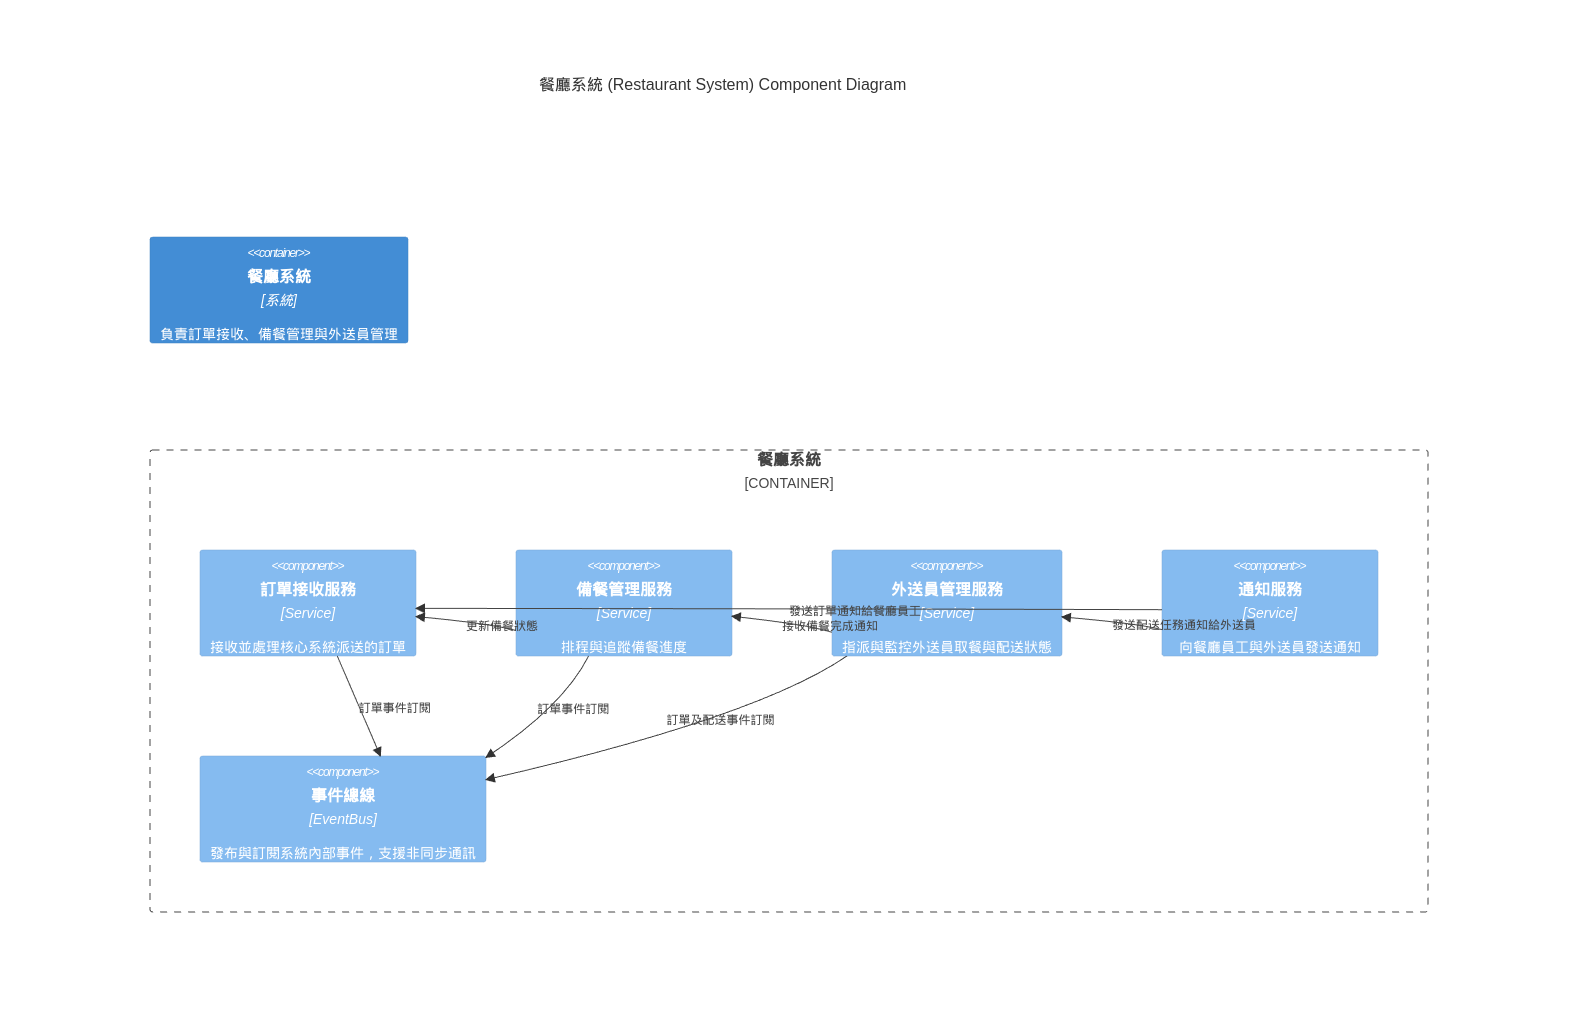 餐廳系統 (Restaurant System) Component Diagram
<<container>>
餐廳系統
[系統]
負責訂單接收、備餐管理與外送員管理
餐廳系統
[CONTAINER]
<<component>>
訂單接收服務
[Service]
接收並處理核心系統派送的訂單
<<component>>
備餐管理服務
[Service]
排程與追蹤備餐進度
<<component>>
外送員管理服務
[Service]
指派與監控外送員取餐與配送狀態
<<component>>
通知服務
[Service]
向餐廳員工與外送員發送通知
更新備餐狀態
發送訂單通知給餐廳員工
接收備餐完成通知
發送配送任務通知給外送員
訂單事件訂閱
訂單事件訂閱
訂單及配送事件訂閱
<<component>>
事件總線
[EventBus]
發布與訂閱系統內部事件，支援非同步通訊